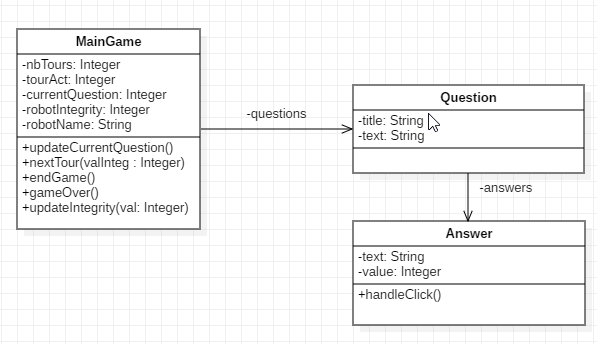 MainGame
-nbTours: Integer
-tourAct: Integer
-currentQuestion: Integer
-robotIntegrity: Integer
-robotName: String
+updateCurrentQuestion()
+nextTour(valInteg : Integer)
+endGame()
+gameOver()
+updateIntegrity(val: Integer)
-questions
Question
-title: String
-text: String
-answers
Answer
-text: String
-value: Integer
+handleClick()